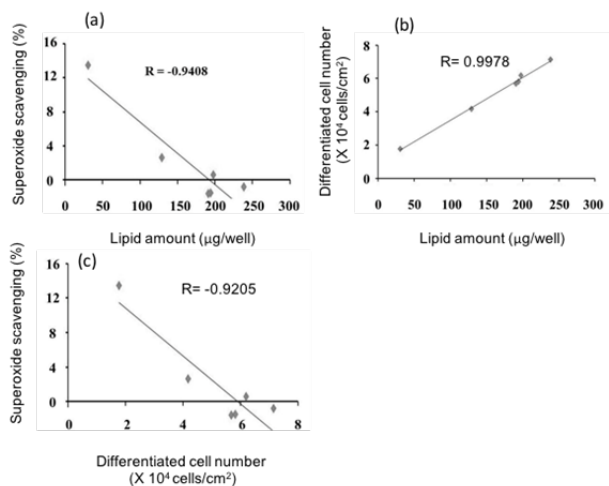 (a)
Superoxide scavenging (%)
16
12
8
4
0
R = -0.9408
0 50 100 150 200 250 300
Lipid amount (μg/well)
(b)
Differentiated cell number
(X 10⁴ cells/cm²)
8
6
4
2
0
R= 0.9978
0 50 100 150 200 250 300
Lipid amount (μg/well)
(c)
Superoxide scavenging (%)
16
12
8
4
0
R= -0.9205
0 2 4 6 8
Differentiated cell number
(X 10⁴ cells/cm²)